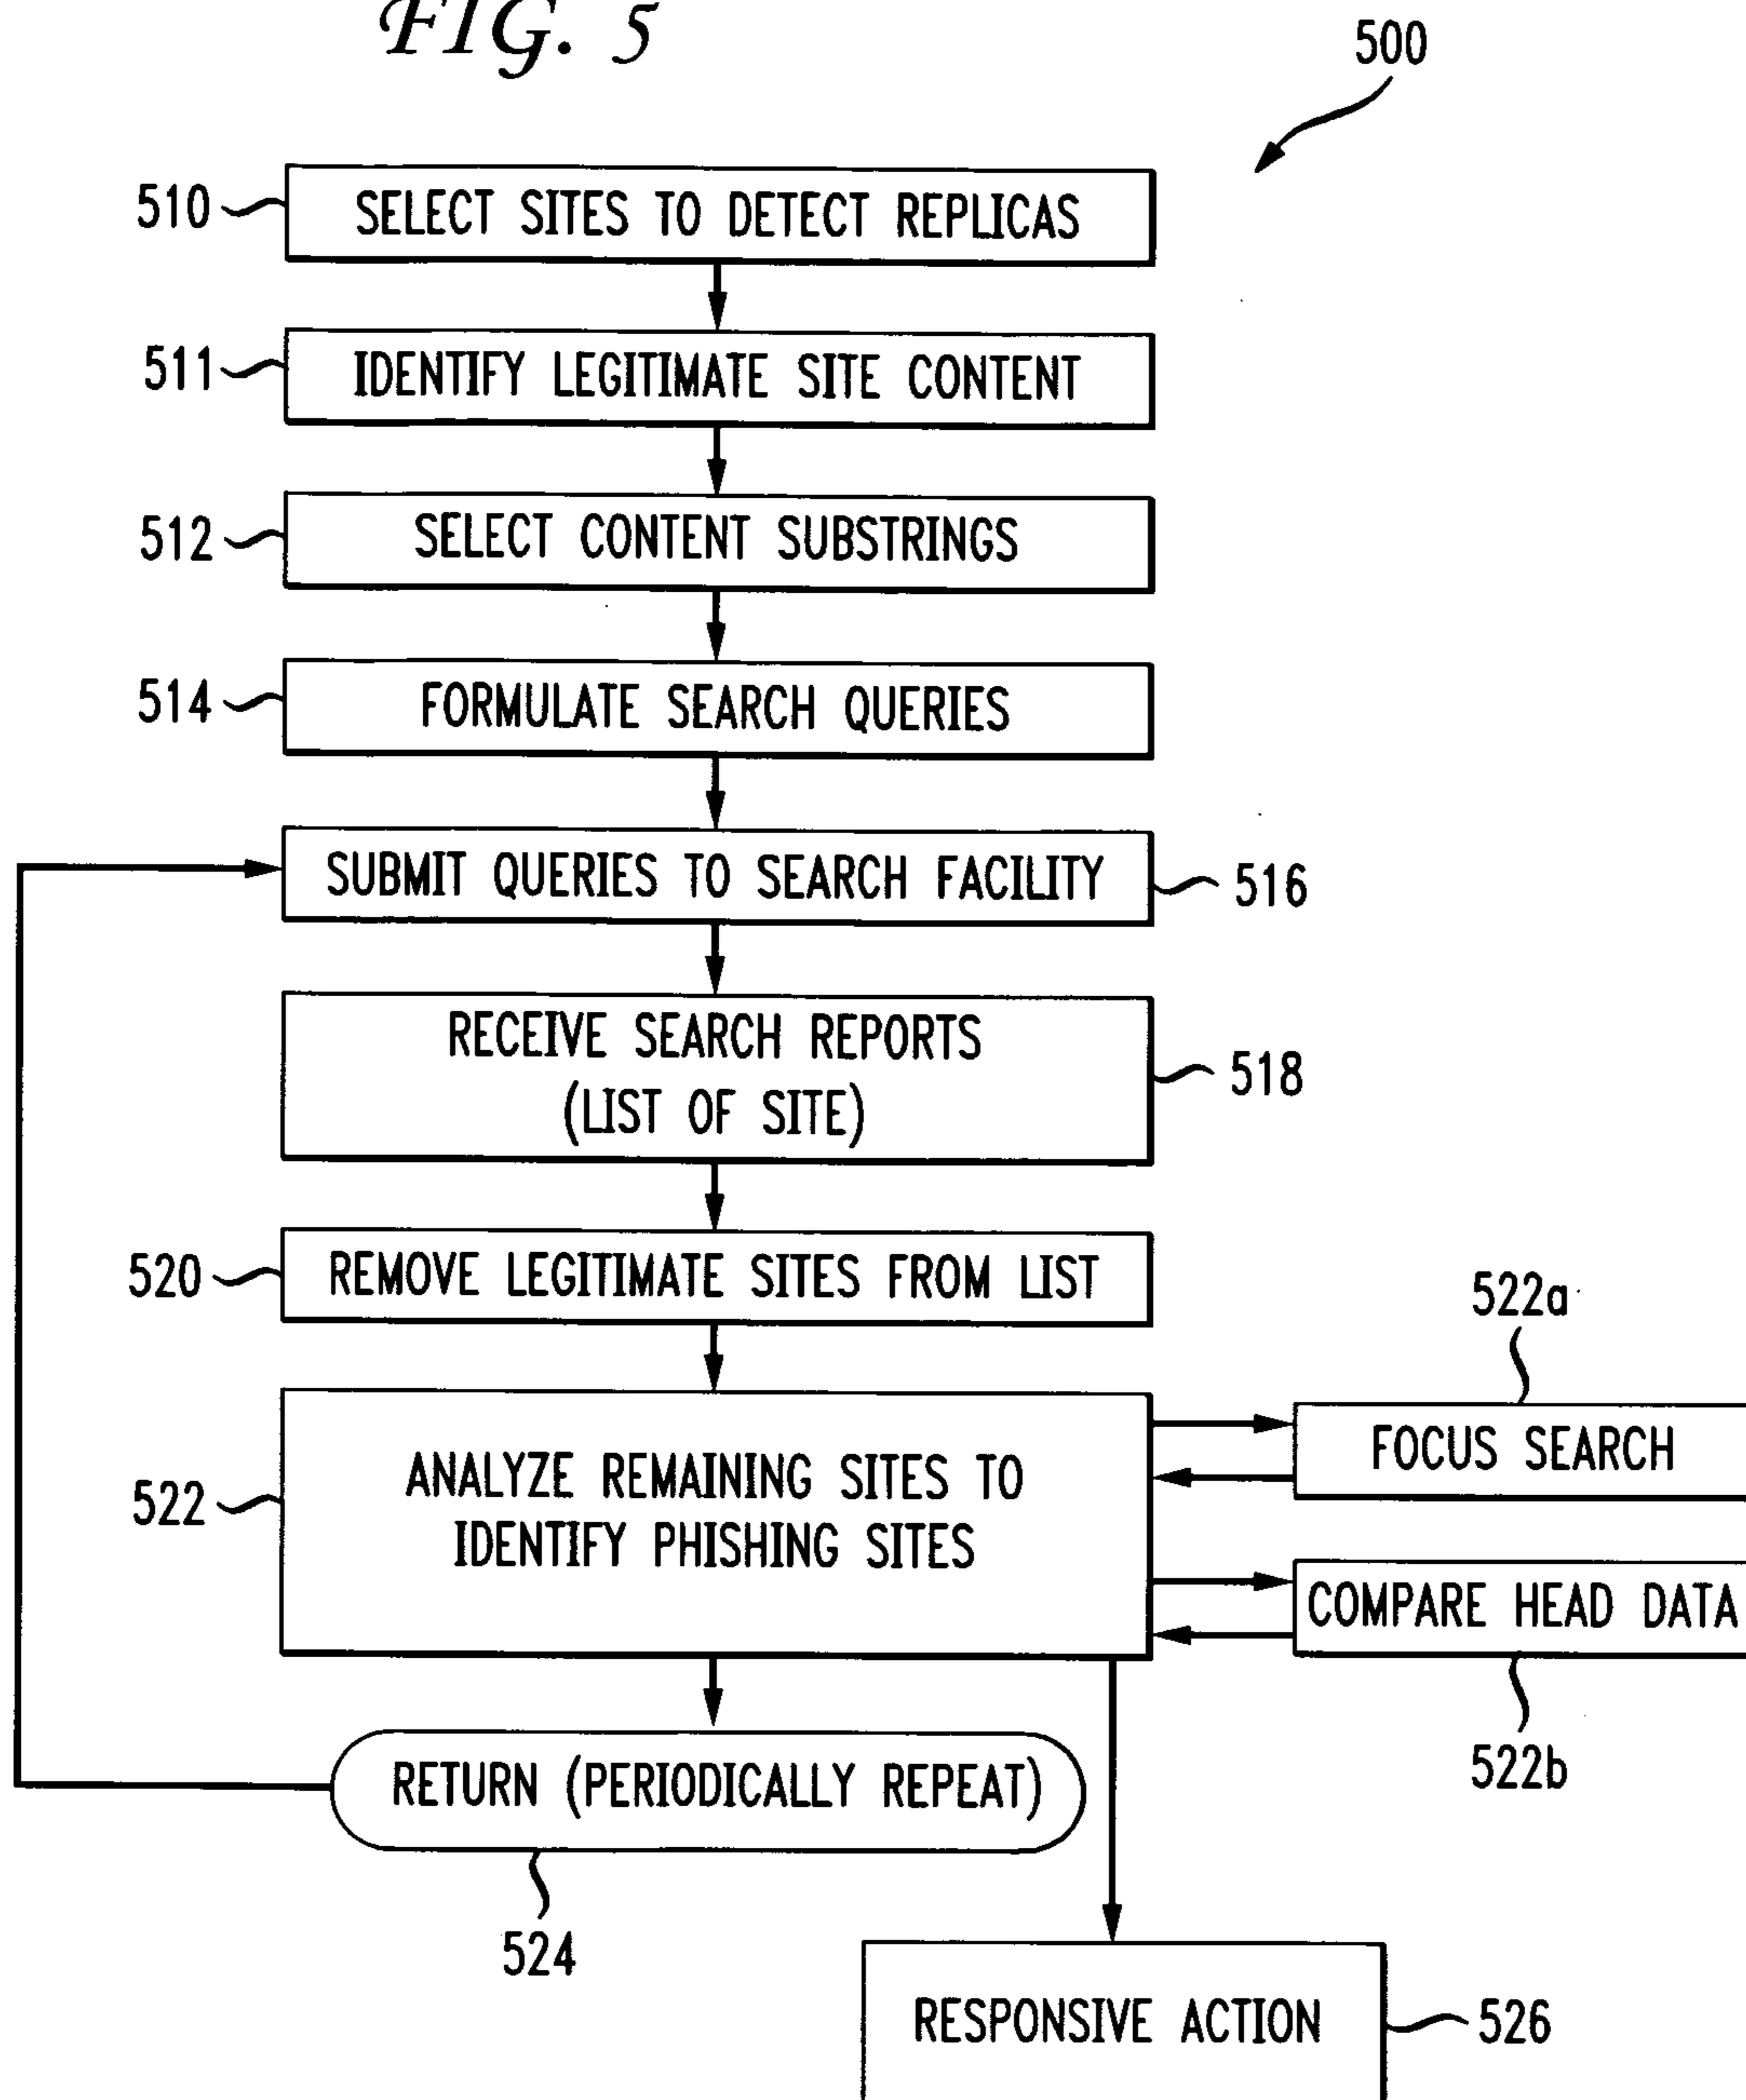 FIG. 5
500
510
SELECT SITES TO DETECT REPLICAS
511
IDENTIFY LEGITIMATE SITE CONTENT
512
SELECT CONTENT SUBSTRINGS
514
FORMULATE SEARCH QUERIES
SUBMIT QUERIES TO SEARCH FACILITY
516
RECEIVE SEARCH REPORTS
(LIST OF SITE)
518
520
REMOVE LEGITIMATE SITES FROM LIST
522a
FOCUS SEARCH
522
ANALYZE REMAINING SITES TO
IDENTIFY PHISHING SITES
COMPARE HEAD DATA
522b
RETURN (PERIODICALLY REPEAT)
524
RESPONSIVE ACTION
526